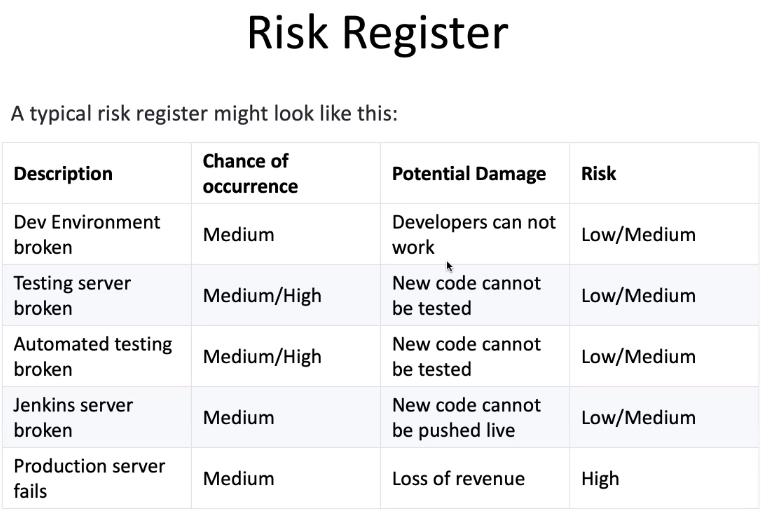 Risk Register
A typical risk register might look like this:
Description
Chance of
occurrence
Potential Damage
Risk
Dev Environment
broken
Medium
Developers can not
work
Low/Medium
Testing server
broken
Medium/High
New code cannot
be tested
Low/Medium
Automated testing
broken
Medium/High
New code cannot
be tested
Low/Medium
Jenkins server
broken
Medium
New code cannot
be pushed live
Low/Medium
Production server
fails
Medium
Loss of revenue
High